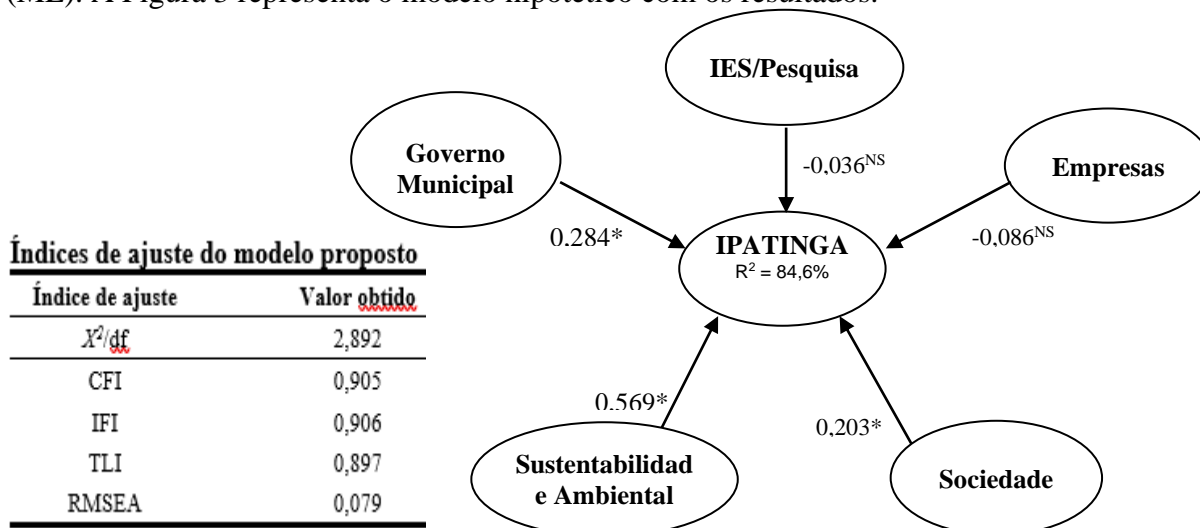 (ML). A Figura 3 representa o modelo hipotético com os resultados.
IES/Pesquisa
Governo
Municipal
Empresas
-0,036NS
0.284*
-0,086NS
IPATINGA
R2 = 84,6%
Índices de ajuste do modelo proposto
Índice de ajuste Valor obtido
X2/df 2,892
CFI 0,905
IFI 0,906
TLI 0,897
RMSEA 0,079
0.569*
0,203*
Sustentabilidad
e Ambiental
Sociedade